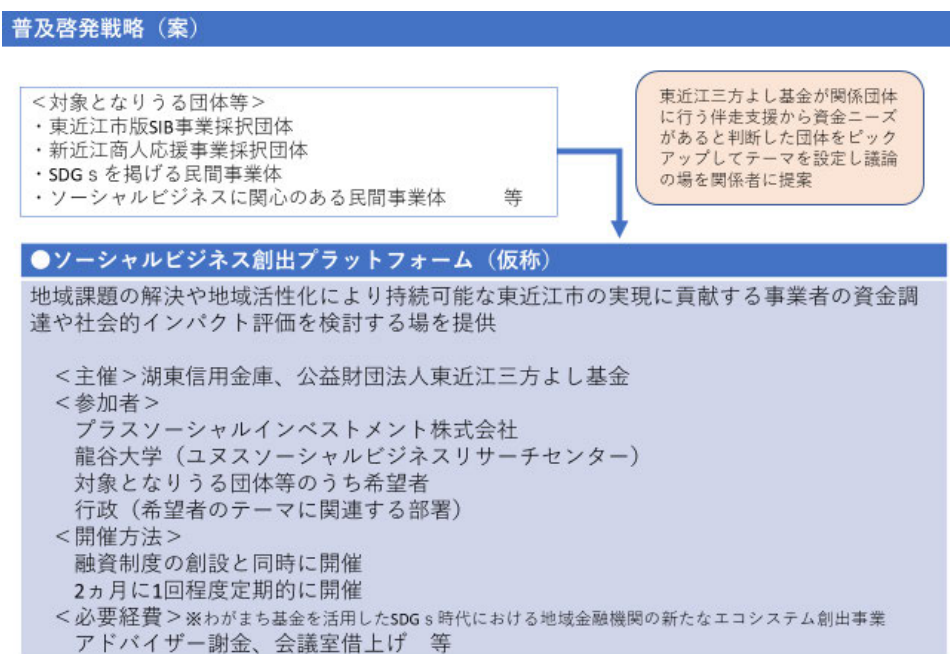 普及啓発戦略（案）
＜対象となりうる団体等＞
・東近江市版SIB事業採択団体
・新近江商人応援事業採択団体
・SDGｓを掲げる民間事業体
・ソーシャルビジネスに関心のある民間事業体　　　等
東近江三方よし基金が関係団体
に行う伴走支援から資金ニーズ
があると判断した団体をピック
アップしてテーマを設定し議論
の場を関係者に提案
●ソーシャルビジネス創出プラットフォーム（仮称）
地域課題の解決や地域活性化により持続可能な東近江市の実現に貢献する事業者の資金調
達や社会的インパクト評価を検討する場を提供
＜主催＞湖東信用金庫、公益財団法人東近江三方よし基金
＜参加者＞
プラスソーシャルインベストメント株式会社
龍谷大学（ユヌスソーシャルビジネスリサーチセンター）
対象となりうる団体等のうち希望者
行政（希望者のテーマに関連する部署）
＜開催方法＞
融資制度の創設と同時に開催
2ヵ月に1回程度定期的に開催
＜必要経費＞※わがまち基金を活用したSDGｓ時代における地域金融機関の新たなエコシステム創出事業
アドバイザー謝金、会議室借上げ　等